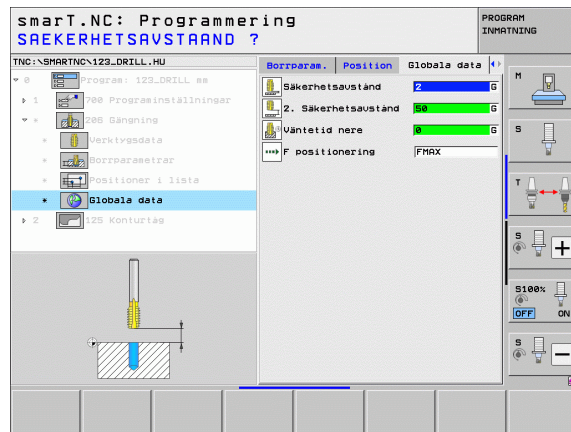 smarT.NC: Programmering
SAEKERHETSAVSTAAND ?
PROGRAM
INMATNING
TNC:\SMARTNC\123_DRILL.HU
0 Program: 123_DRILL mm
1 700 Programinställningar
* 206 Gängning
* Verktygsdata
* Borrparametrar
* Positioner i lista
* Globala data
2 125 Konturtåg
Borrparam. Position Globala data
Säkerhetsavstånd 2 G
2. Säkerhetsavstånd 50 G
Väntetid nere 0 G
F positionering FMAX
M
S
T
S
S100%
OFF ON
S